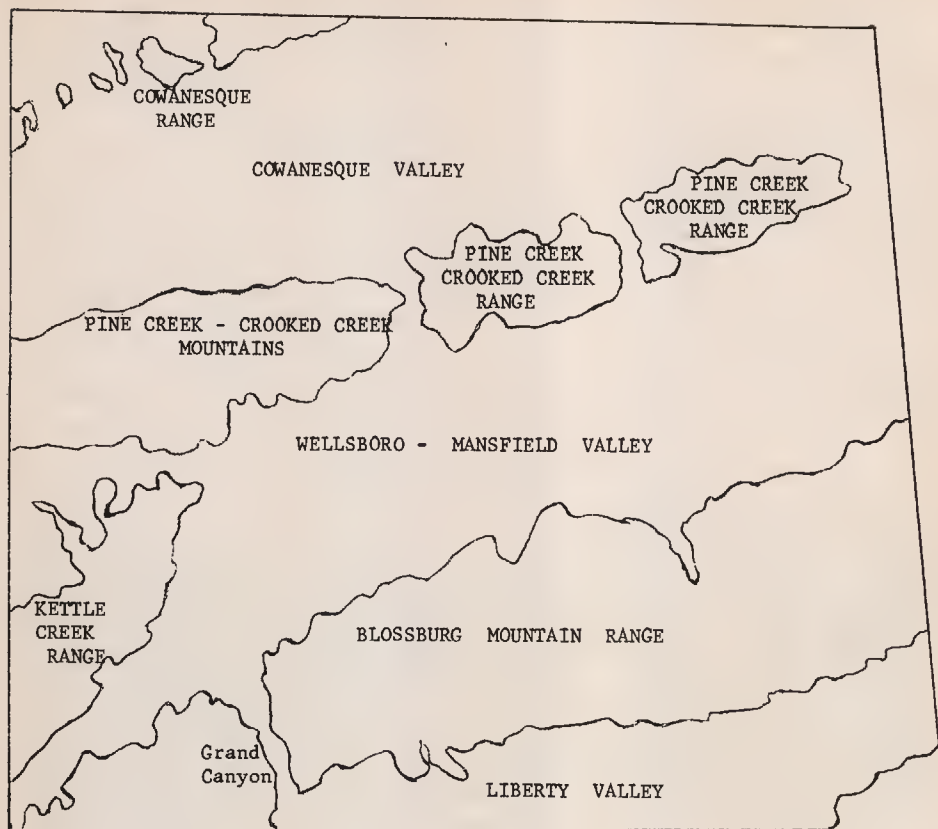 COWANESQUE
RANGE
COWANESQUE VALLEY
PINE CREEK
CROOKED CREEK
RANGE
PINE CREEK
CROOKED CREEK
RANGE
PINE CREEK - CROOKED CREEK
MOUNTAINS
WELLSBORO - MANSFIELD VALLEY
KETTLE
CREEK
RANGE
BLOSSBURG MOUNTAIN RANGE
Grand
Canyon
LIBERTY VALLEY